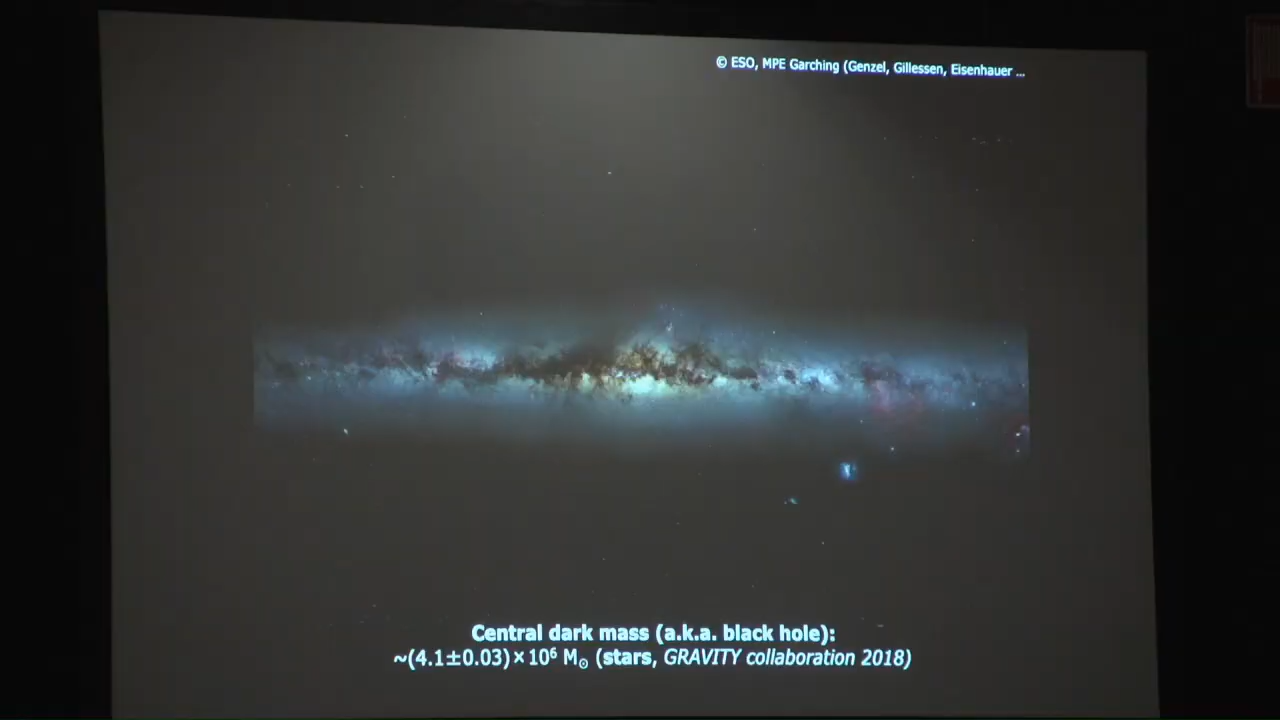 © ESO, MPE Garching (Genzel, Gillessen, Eisenhauer ...
Central dark mass (a.k.a. black hole):
~(4.1±0.03)×10⁶ M☉ (stars, GRAVITY collaboration 2018)